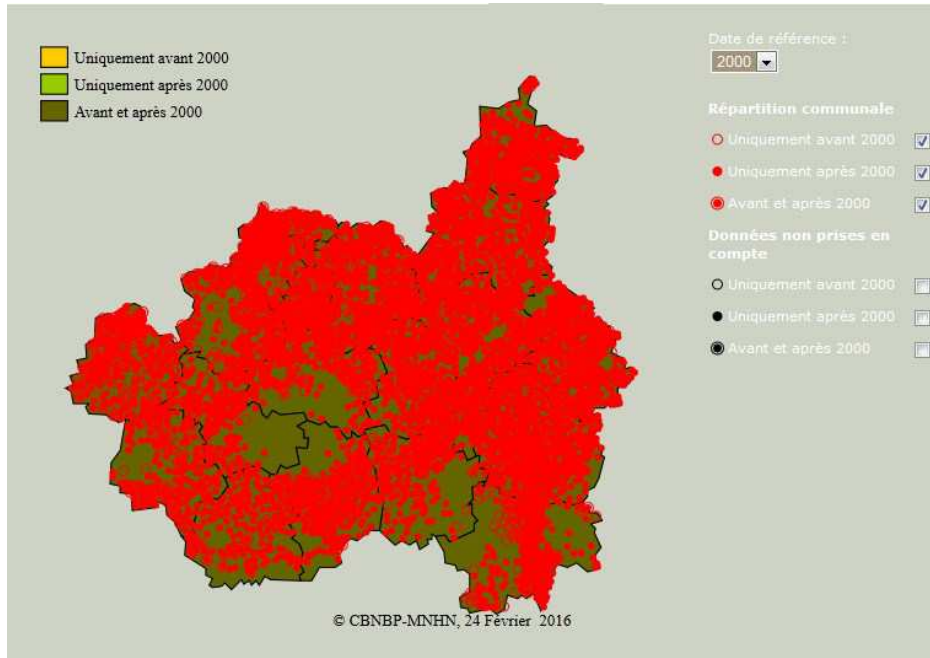 Uniquement avant 2000
Uniquement après 2000
Avant et après 2000
Date de référence :
2000
Répartition communale
Uniquement avant 2000
Uniquement après 2000
Avant et après 2000
Données non prises en
compte
Uniquement avant 2000
Uniquement après 2000
Avant et après 2000
© CBNBP-MNHN, 24 Février 2016